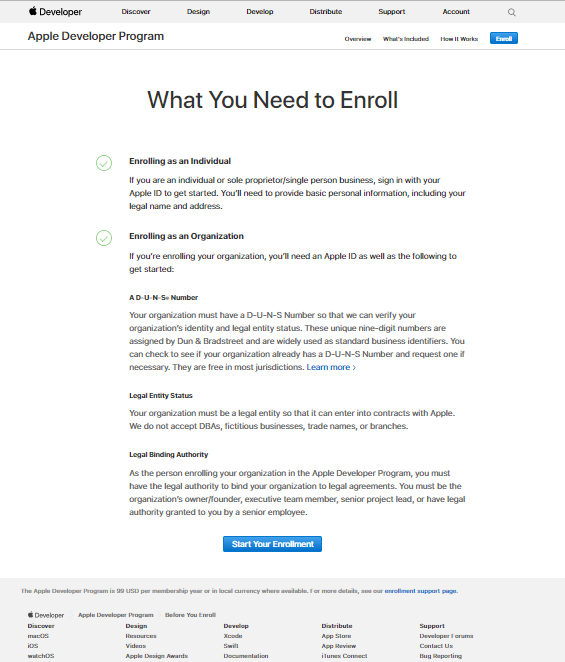 Developer Discover Design Develop Distribute Support Account
Apple Developer Program Overview What's Included How It Works Enroll
What You Need to Enroll
Enrolling as an Individual
If you are an individual or sole proprietor/single person business, sign in with your
Apple ID to get started. You'll need to provide basic personal information, including your
legal name and address.
Enrolling as an Organization
If you're enrolling your organization, you'll need an Apple ID as well as the following to
get started:
A D-U-N-S® Number
Your organization must have a D-U-N-S Number so that we can verify your
organization's identity and legal entity status. These unique nine-digit numbers are
assigned by Dun & Bradstreet and are widely used as standard business identifiers. You
can check to see if your organization already has a D-U-N-S Number and request one if
necessary. They are free in most jurisdictions. Learn more ›
Legal Entity Status
Your organization must be a legal entity so that it can enter into contracts with Apple.
We do not accept DBAs, fictitious businesses, trade names, or branches.
Legal Binding Authority
As the person enrolling your organization in the Apple Developer Program, you must
have the legal authority to bind your organization to legal agreements. You must be the
organization's owner/founder, executive team member, senior project lead, or have legal
authority granted to you by a senior employee.
Start Your Enrollment
The Apple Developer Program is 99 USD per membership year or in local currency where available. For more details, see our enrollment support page.
Developer Apple Developer Program Before You Enroll
Discover Design Develop Distribute Support
macOS Resources Xcode App Store Developer Forums
iOS Videos Swift App Review Contact Us
watchOS Apple Design Awards Documentation iTunes Connect Bug Reporting